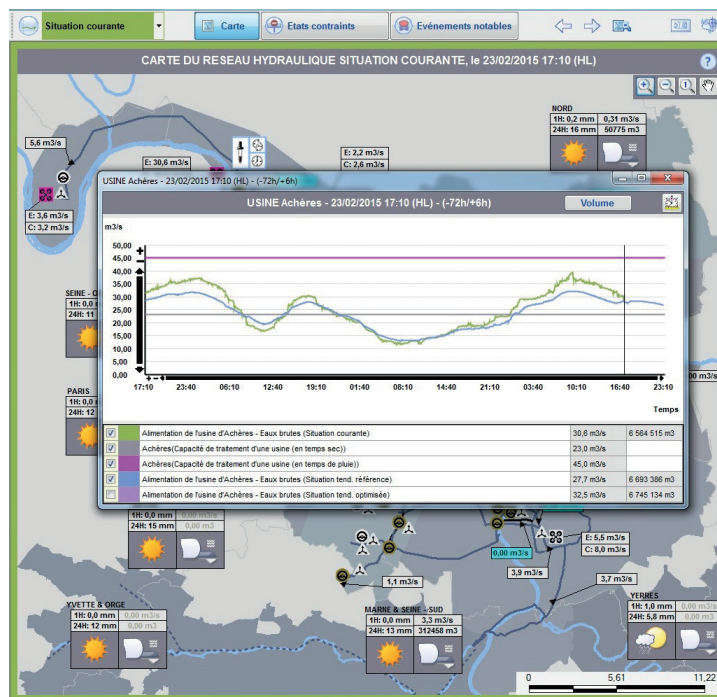 Situation courante
Carte
Etats contraints
Evénements notables
CARTE DU RESEAU HYDRAULIQUE SITUATION COURANTE, le 23/02/2015 17:10 (HL)
?
NORD
1H: 0,2 mm 0,31 m3/s
24H: 16 mm 50775 m3
5,6 m3/s
E: 30,6 m3/s
E: 2,2 m3/s
C: 2,6 m3/s
E: 3,6 m3/s
C: 3,2 m3/s
USINE Achères - 23/02/2015 17:10 (HL) - (-72h/+6h)
USINE Achères - 23/02/2015 17:10 (HL) - (-72h/+6h)
Volume
m3/s
50,00
45,00
40,00
35,00
30,00
25,00
20,00
15,00
10,00
5,00
0,00
17:10 23:40 06:10 12:40 19:10 01:40 08:10 14:40 21:10 03:40 10:10 16:40 23:10
Temps
Alimentation de l'usine d'Achères - Eaux brutes (Situation courante) 30,6 m3/s 6 564 515 m3
Achères(Capacité de traitement d'une usine (en temps sec)) 23,0 m3/s
Achères(Capacité de traitement d'une usine (en temps de pluie)) 45,0 m3/s
Alimentation de l'usine d'Achères - Eaux brutes (Situation tend. référence) 27,7 m3/s 6 693 386 m3
Alimentation de l'usine d'Achères - Eaux brutes (Situation tend. optimisée) 32,5 m3/s 6 745 134 m3
SEINE - O
1H: 0,0 m
24H: 11
PARIS
1H: 0,0
24H: 12
00 m3/s
1H: 0,0 mm 0,00 m3/s
24H: 15 mm 0,00 m3
0,00 m3/s
E: 5,5 m3/s
C: 8,0 m3/s
3,9 m3/s
1,1 m3/s
3,7 m3/s
YVETTE & ORGE
1H: 0,0 mm 0,00 m3/s
24H: 12 mm 0,00 m3
MARNE & SEINE - SUD
1H: 0,0 mm 3,3 m3/s
24H: 13 mm 312458 m3
YERRES
1H: 1,0 mm 0,00 m3/s
24H: 5,8 mm 0,00 m3
0 5,61 11,22